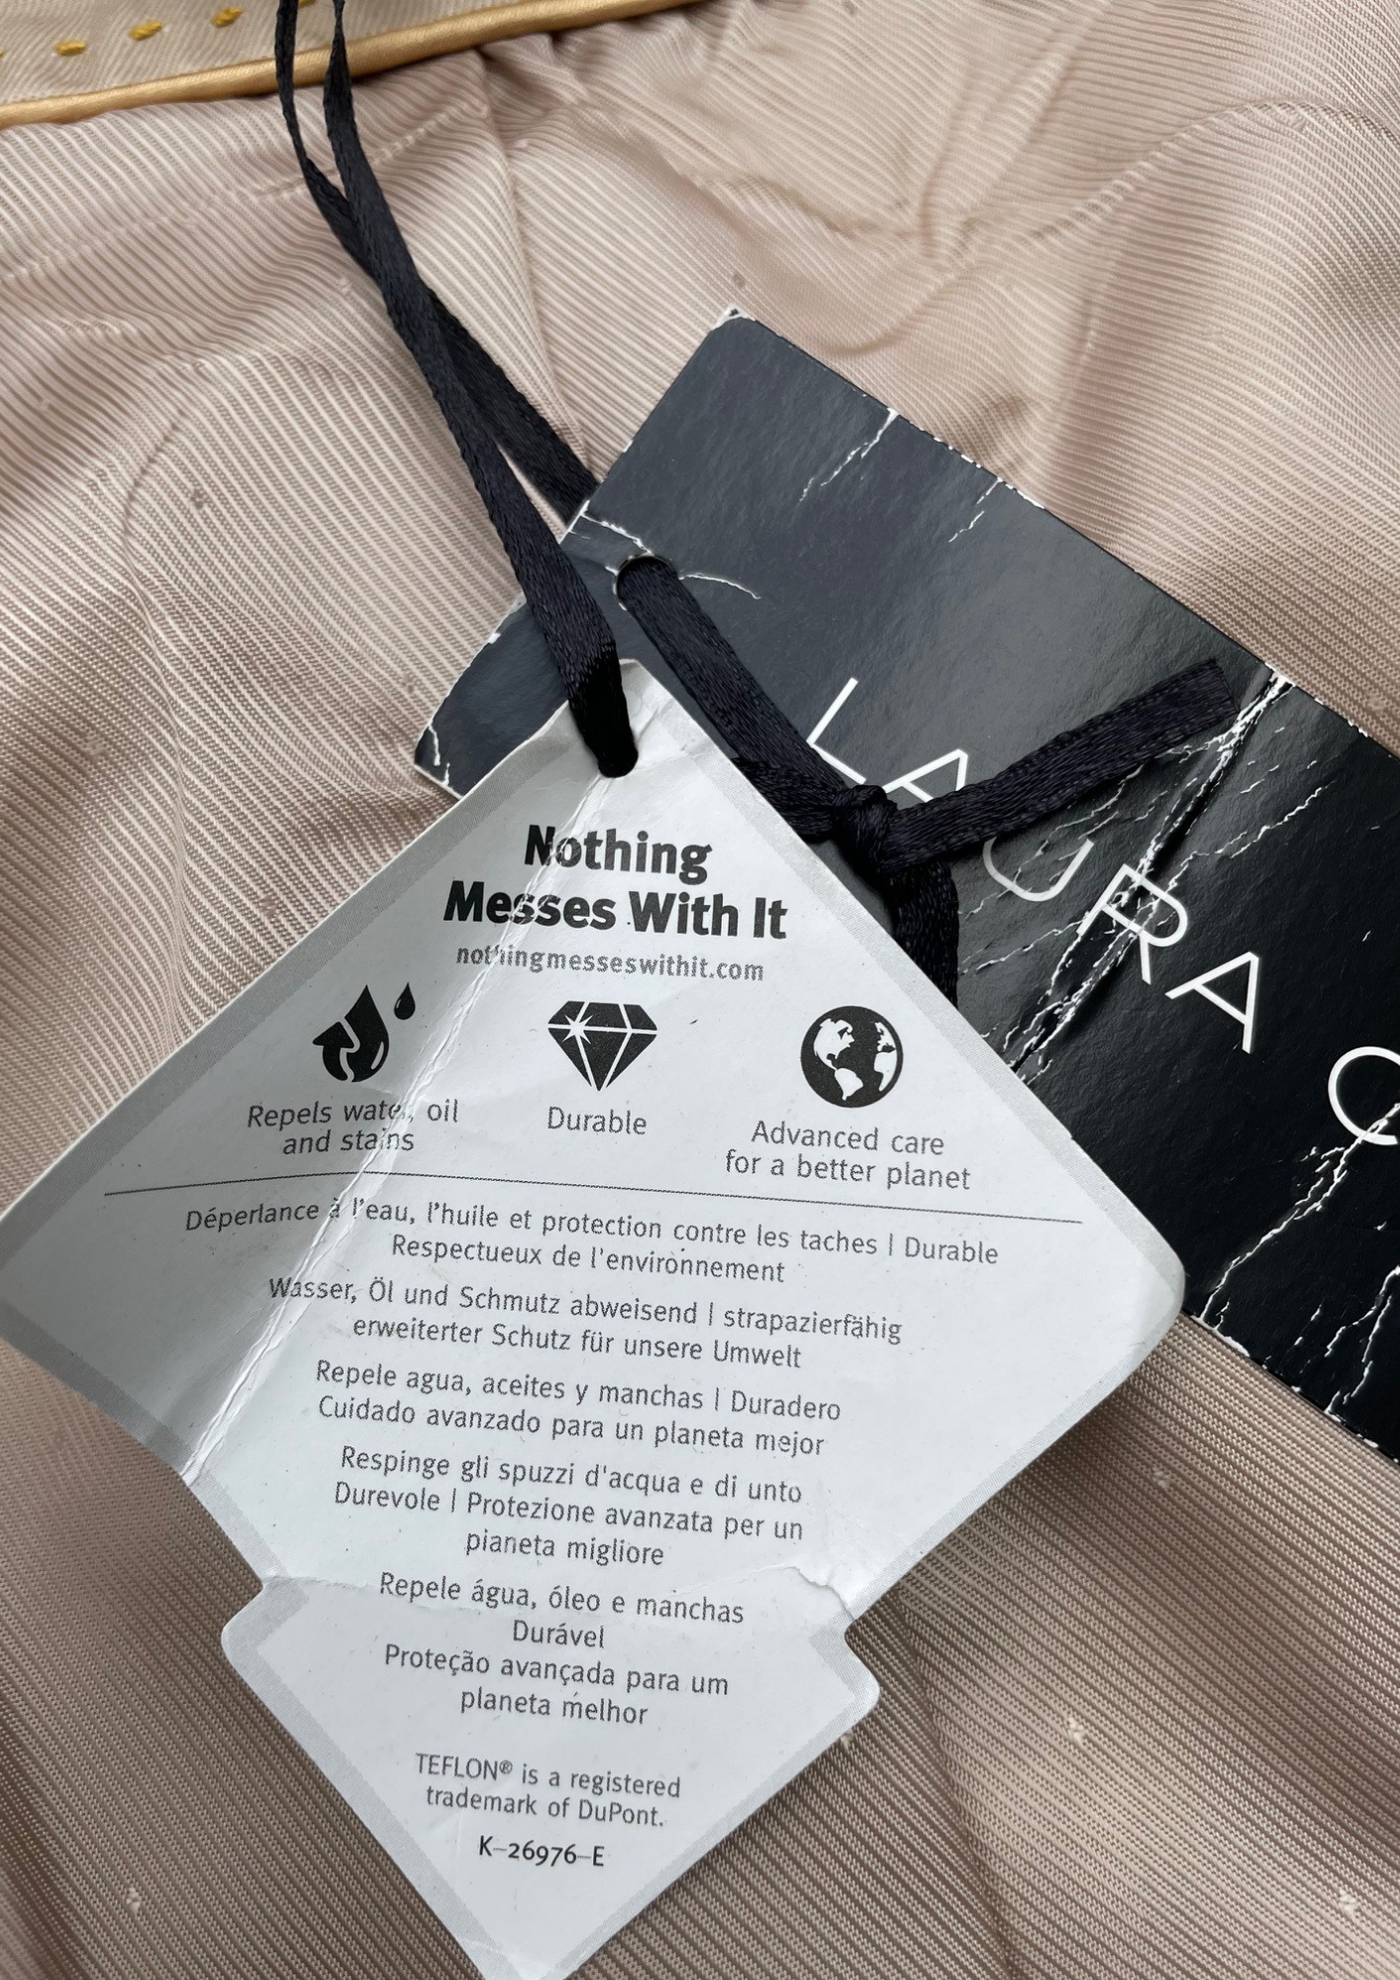 LAURA
Nothing
Messes With It
nothingmesseswithit.com
Repels water, oil
and stains
Durable
Advanced care
for a better planet
Déperlance à l'eau, l'huile et protection contre les taches | Durable
Respectueux de l'environnement
Wasser, Öl und Schmutz abweisend | strapazierfähig
erweiterter Schutz für unsere Umwelt
Repele agua, aceites y manchas | Duradero
Cuidado avanzado para un planeta mejor
Respinge gli spuzzi d'acqua e di unto
Durevole | Protezione avanzata per un
pianeta migliore
Repele água, óleo e manchas
Durável
Proteção avançada para um
planeta melhor
TEFLON® is a registered
trademark of DuPont.
K-26976-E